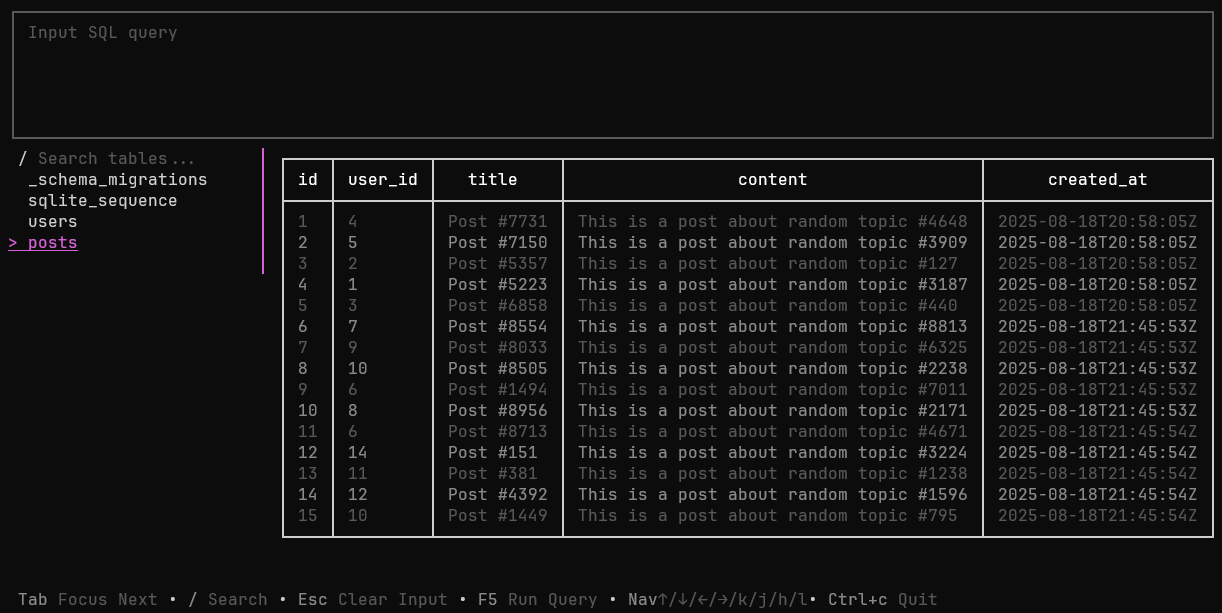 Input SQL query
/ Search tables...
_schema_migrations
sqlite_sequence
users
> posts
id user_id title content created_at
1 4 Post #7731 This is a post about random topic #4648 2025-08-18T20:58:05Z
2 5 Post #7150 This is a post about random topic #3909 2025-08-18T20:58:05Z
3 2 Post #5357 This is a post about random topic #127 2025-08-18T20:58:05Z
4 1 Post #5223 This is a post about random topic #3187 2025-08-18T20:58:05Z
5 3 Post #6858 This is a post about random topic #440 2025-08-18T20:58:05Z
6 7 Post #8554 This is a post about random topic #8813 2025-08-18T21:45:53Z
7 9 Post #8033 This is a post about random topic #6325 2025-08-18T21:45:53Z
8 10 Post #8505 This is a post about random topic #2238 2025-08-18T21:45:53Z
9 6 Post #1494 This is a post about random topic #7011 2025-08-18T21:45:53Z
10 8 Post #8956 This is a post about random topic #2171 2025-08-18T21:45:53Z
11 6 Post #8713 This is a post about random topic #4671 2025-08-18T21:45:54Z
12 14 Post #151 This is a post about random topic #3224 2025-08-18T21:45:54Z
13 11 Post #381 This is a post about random topic #1238 2025-08-18T21:45:54Z
14 12 Post #4392 This is a post about random topic #1596 2025-08-18T21:45:54Z
15 10 Post #1449 This is a post about random topic #795 2025-08-18T21:45:54Z
Tab Focus Next • / Search • Esc Clear Input • F5 Run Query • Nav↑/↓/←/→/k/j/h/l• Ctrl+c Quit